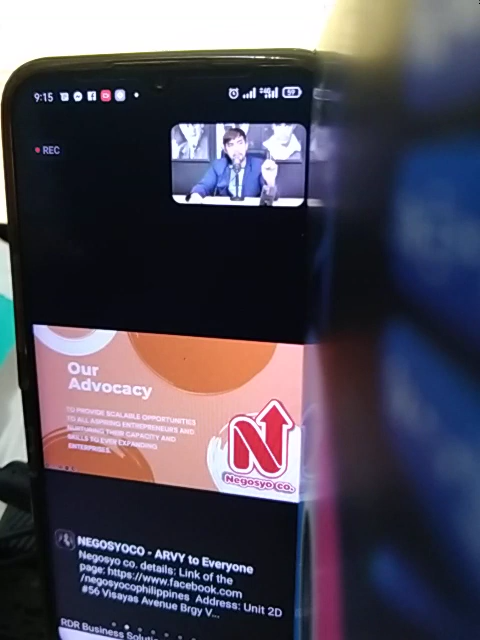 9:15
59
REC
Our
Advocacy
TO PROVIDE SCALABLE OPPORTUNITIES
TO ALL ASPIRING ENTREPRENEURS AND
NURTURING THEIR CAPACITY AND
SKILLS TO EVER EXPANDING
ENTERPRISES.
N
Negosyo co.
NEGOSYOCO - ARVY to Everyone
Negosyo co. details: Link of the
page: https://www.facebook.com
/negosyocophilippines Address: Unit 2D
#56 Visayas Avenue Brgy V...
RDR Business